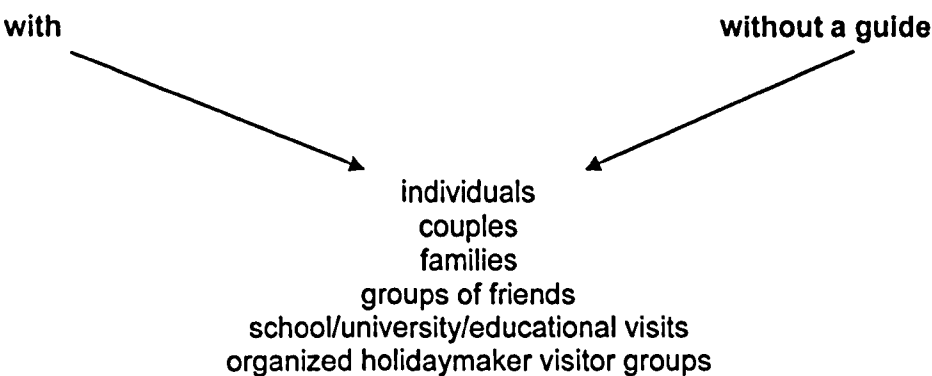 with without a guide
individuals
couples
families
groups of friends
school/university/educational visits
organized holidaymaker visitor groups